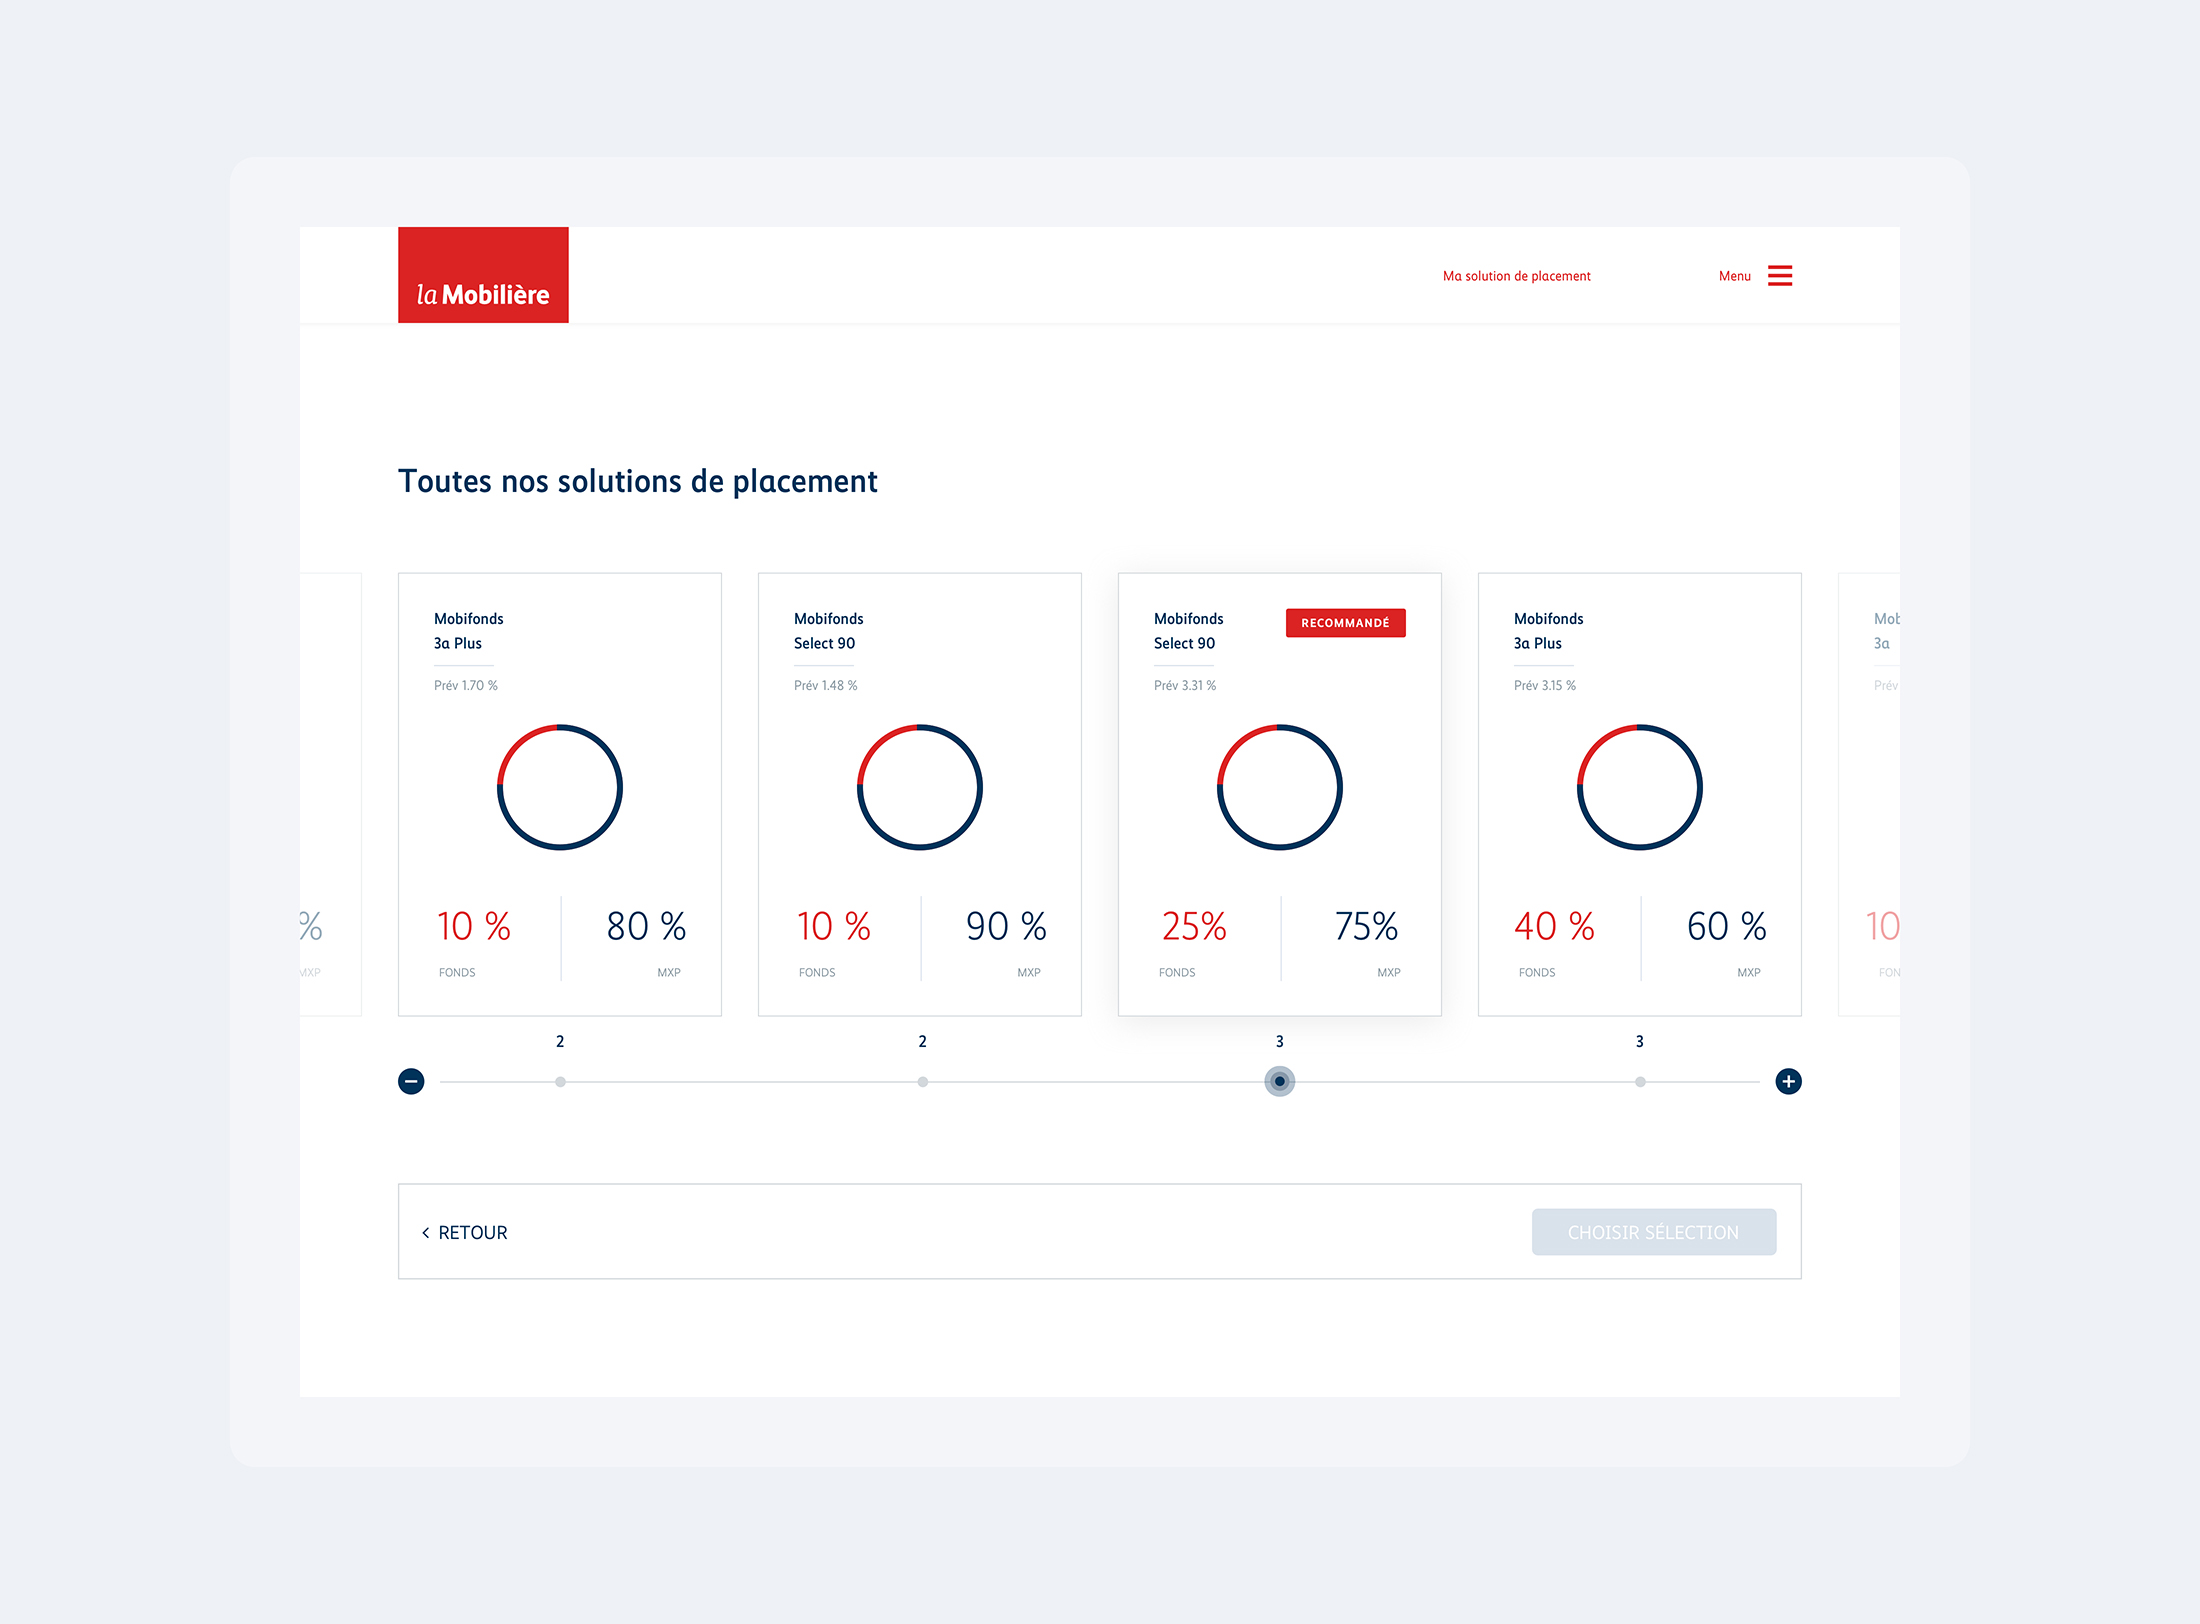 la Mobilière
Ma solution de placement
Menu
Toutes nos solutions de placement
%
MXP
Mobifonds
3a Plus
Prév 1.70 %
10 %
80 %
FONDS
MXP
Mobifonds
Select 90
Prév 1.48 %
10 %
90 %
FONDS
MXP
Mobifonds
Select 90
RECOMMANDÉ
Prév 3.31 %
25%
75%
FONDS
MXP
Mobifonds
3a Plus
Prév 3.15 %
40 %
60 %
FONDS
MXP
Mob
3a
Prév
10
FON
2
2
3
3
< RETOUR
CHOISIR SÉLECTION